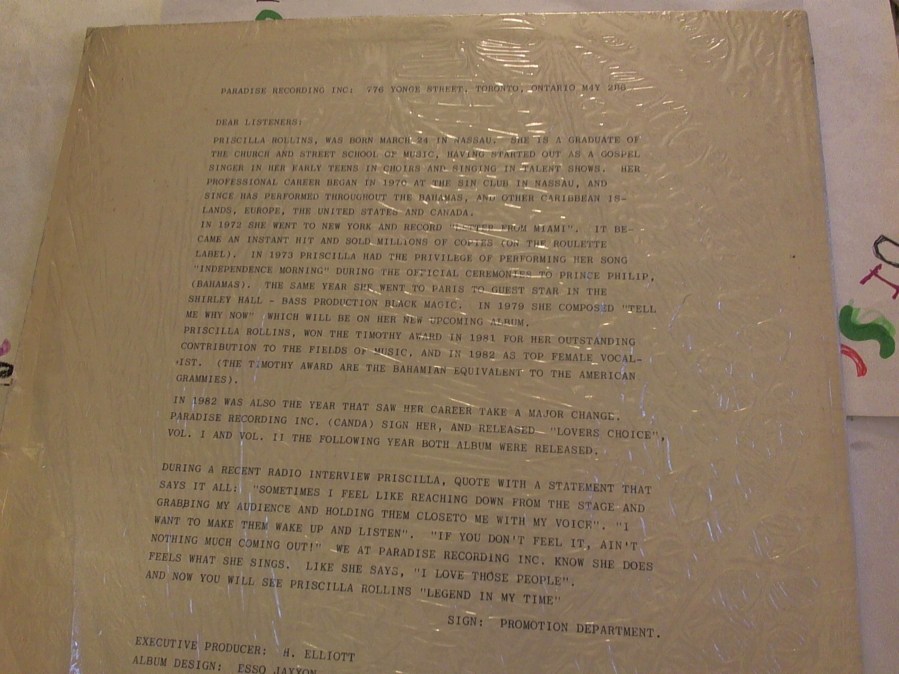 PARADISE RECORDING INC: 776 YONGE STREET, TORONTO, ONTARIO M4Y
DEAR LISTENERS:
PRISCILLA ROLLINS, WAS BORN MARCH 24 IN NASSAU. SHE IS A GRADUATE OF
THE CHURCH AND STREET SCHOOL OF MUSIC, HAVING STARTED OUT AS A GOSPEL
SINGER IN HER EARLY TEENS IN CHOIRS AND SINGING IN TALENT SHOWS. HER
PROFESSIONAL CAREER BEGAN IN 1970 AT THE SIN CLUB IN NASSAU, AND
SINCE HAS PERFORMED THROUGHOUT THE BAHAMAS, AND OTHER CARIBBEAN IS-
LANDS, EUROPE, THE UNITED STATES AND CANADA.
IN 1972 SHE WENT TO NEW YORK AND RECORD "LETTER FROM MIAMI". IT BE-
CAME AN INSTANT HIT AND SOLD MILLIONS OF COPIES (ON THE ROULETTE
LABEL). IN 1973 PRISCILLA HAD THE PRIVILEGE OF PERFORMING HER SONG
"INDEPENDENCE MORNING" DURING THE OFFICIAL CEREMONIES TO PRINCE PHILIP,
(BAHAMAS). THE SAME YEAR SHE WENT TO PARIS TO GUEST STAR IN THE
SHIRLEY HALL - BASS PRODUCTION BLACK MAGIC. IN 1979 SHE COMPOSED "TELL
ME WHY NOW" WHICH WILL BE ON HER NEW UPCOMING ALBUM.
PRISCILLA ROLLINS, WON THE TIMOTHY AWARD IN 1981 FOR HER OUTSTANDING
CONTRIBUTION TO THE FIELDS OF MUSIC, AND IN 1982 AS TOP FEMALE VOCAL-
IST. (THE TIMOTHY AWARD ARE THE BAHAMIAN EQUIVALENT TO THE AMERICAN
GRAMMIES).
IN 1982 WAS ALSO THE YEAR THAT SAW HER CAREER TAKE A MAJOR CHANGE.
PARADISE RECORDING INC. (CANDA) SIGN HER, AND RELEASED "LOVERS CHOICE",
VOL. I AND VOL. II THE FOLLOWING YEAR BOTH ALBUM WERE RELEASED.
DURING A RECENT RADIO INTERVIEW PRISCILLA, QUOTE WITH A STATEMENT THAT
SAYS IT ALL: "SOMETIMES I FEEL LIKE REACHING DOWN FROM THE STAGE AND
GRABBING MY AUDIENCE AND HOLDING THEM CLOSETO ME WITH MY VOICE". "I
WANT TO MAKE THEM WAKE UP AND LISTEN". "IF YOU DON'T FEEL IT, AIN'T
NOTHING MUCH COMING OUT!" WE AT PARADISE RECORDING INC. KNOW SHE DOES
FEELS WHAT SHE SINGS. LIKE SHE SAYS, "I LOVE THOSE PEOPLE".
AND NOW YOU WILL SEE PRISCILLA ROLLINS "LEGEND IN MY TIME"
SIGN: PROMOTION DEPARTMENT.
EXECUTIVE PRODUCER: H. ELLIOTT
ALBUM DESIGN: ESSO JAXXON